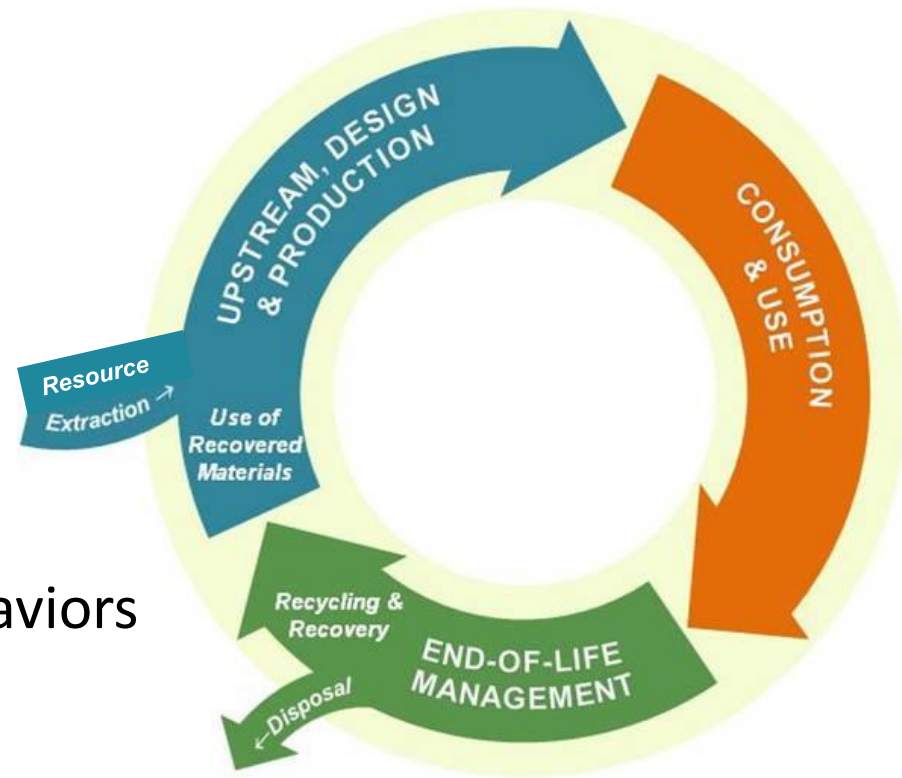 UPSTREAM, DESIGN
& PRODUCTION
CONSUMPTION
& USE
Resource
Extraction →
Use of
Recovered
Materials
aviors
Recycling &
Recovery
END-OF-LIFE
MANAGEMENT
←Disposal